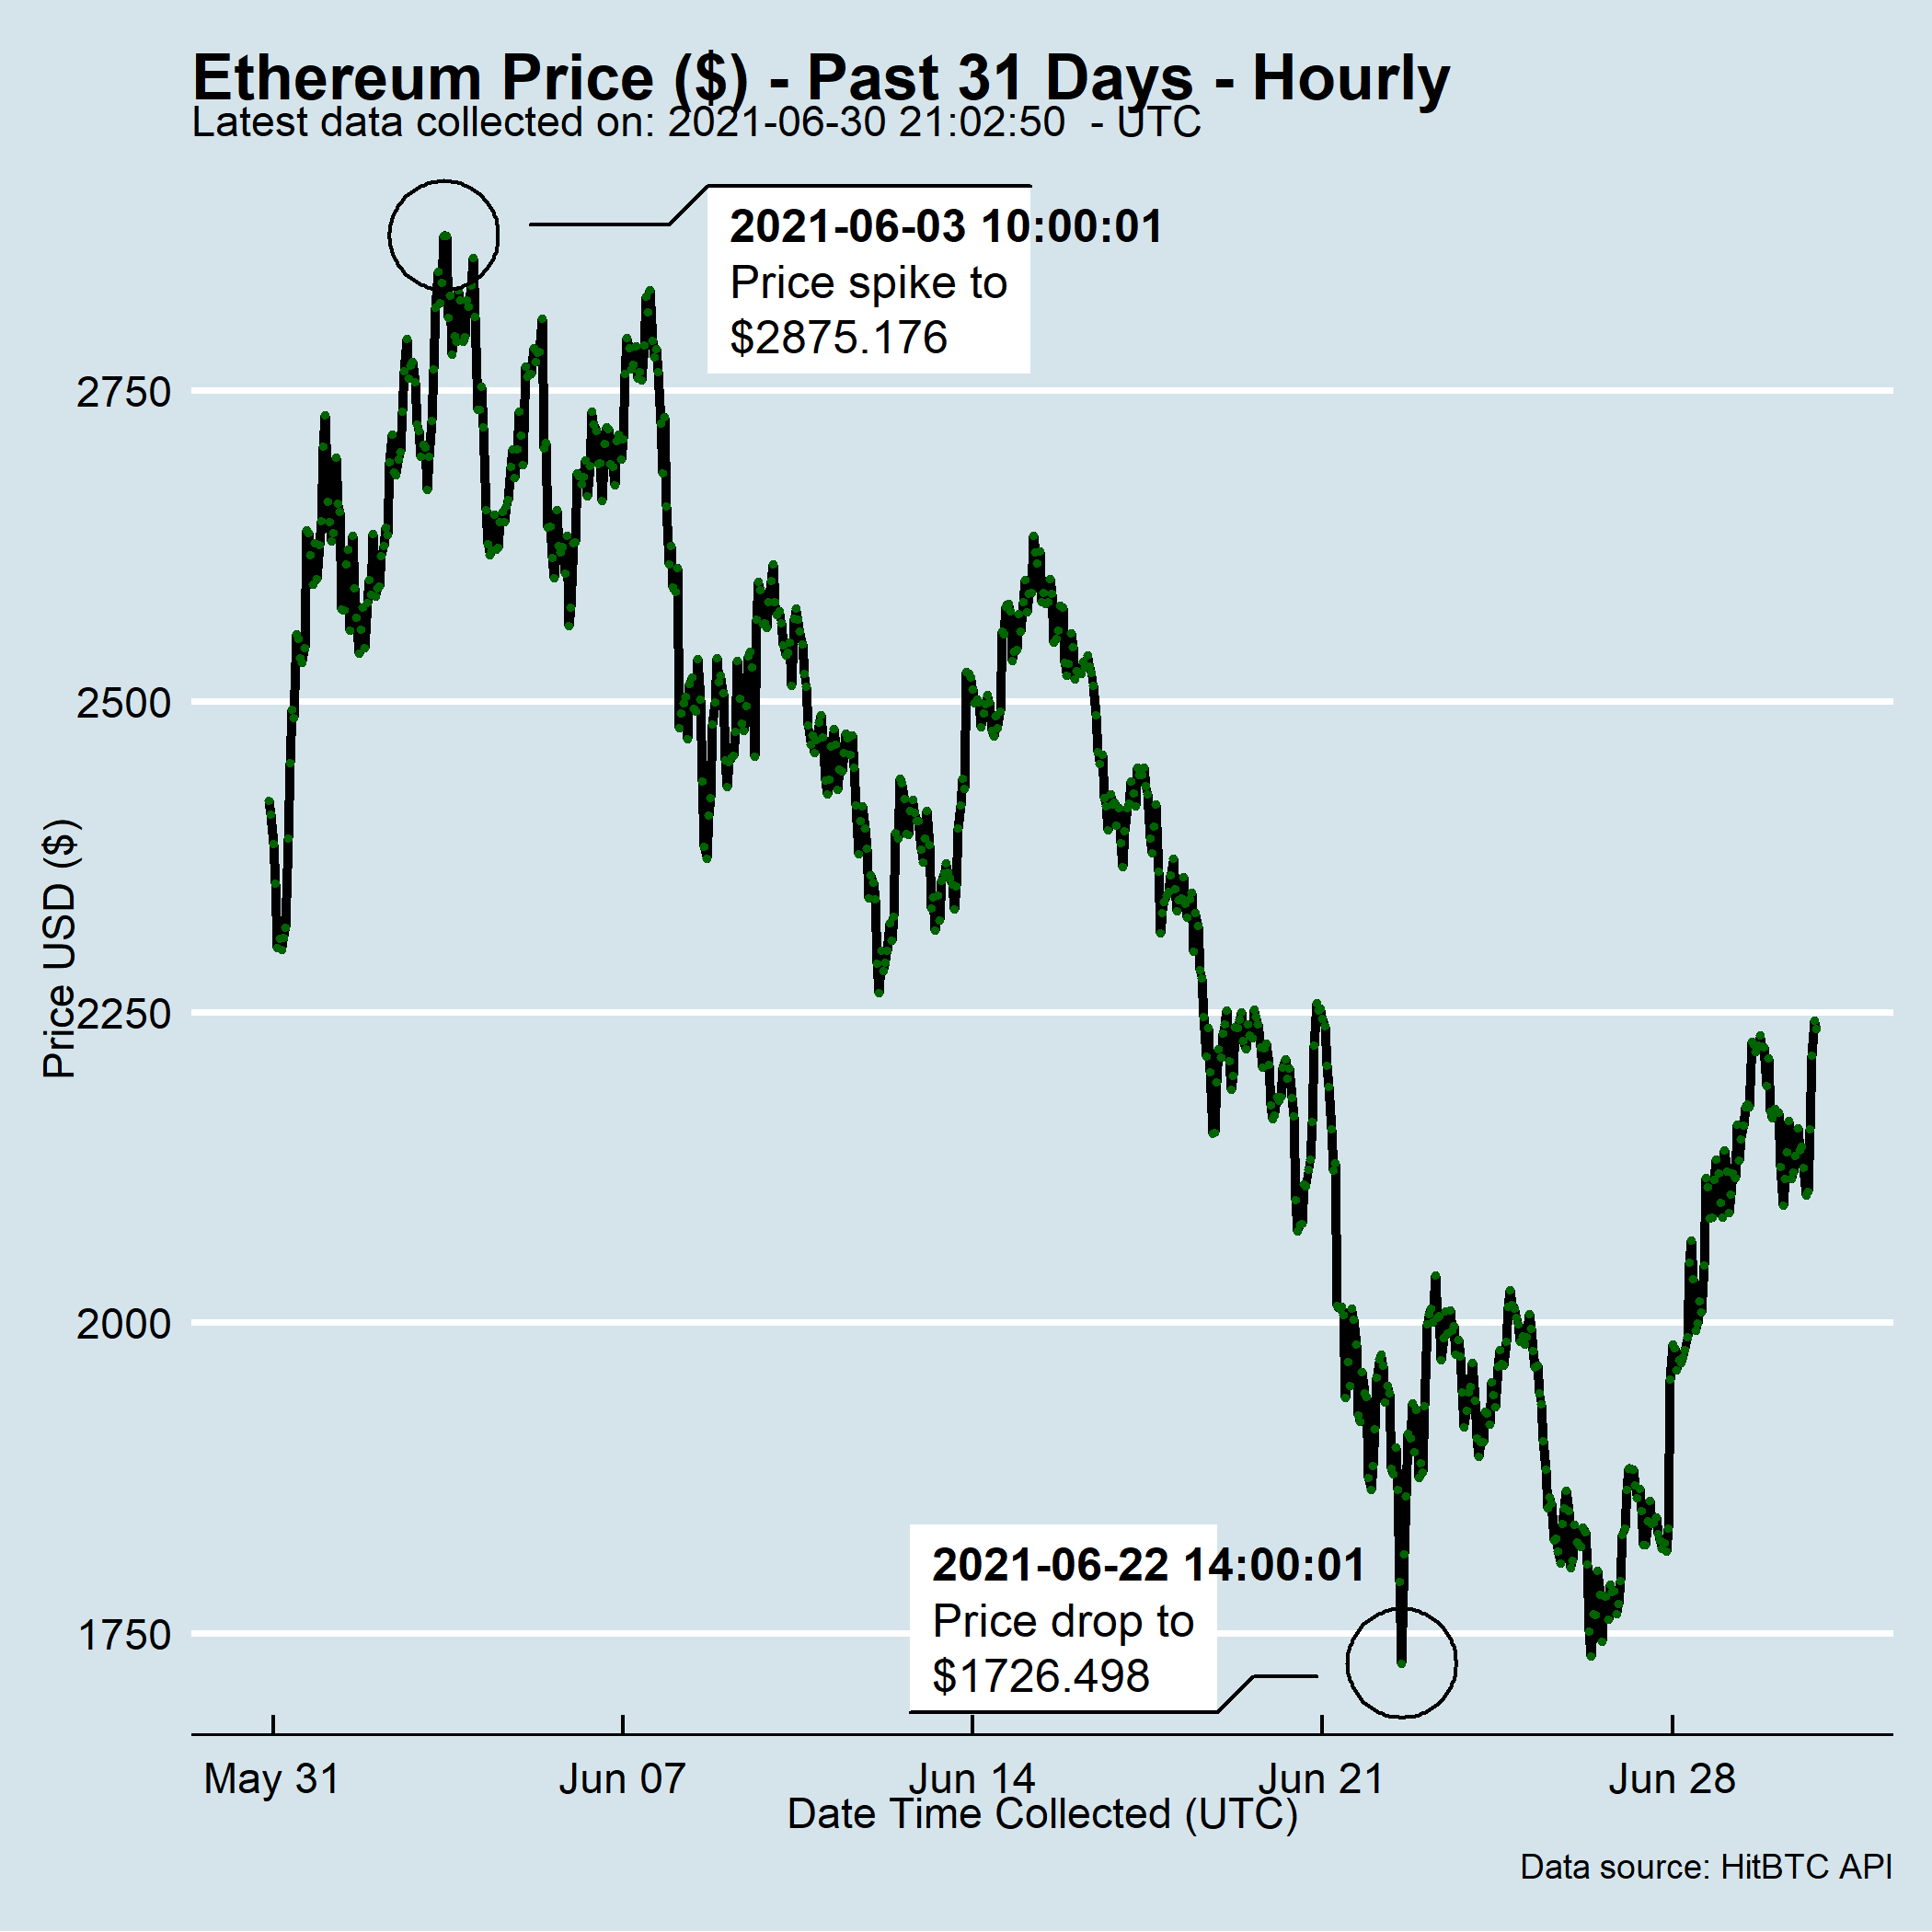 Ethereum Price ($) - Past 31 Days - Hourly
Latest data collected on: 2021-06-30 21:02:50  - UTC
2021-06-03 10:00:01
Price spike to
$2875.176
2750
2500
2250
2000
1750
Price USD ($)
2021-06-22 14:00:01
Price drop to
$1726.498
May 31
Jun 07
Jun 14
Jun 21
Jun 28
Date Time Collected (UTC)
Data source: HitBTC API